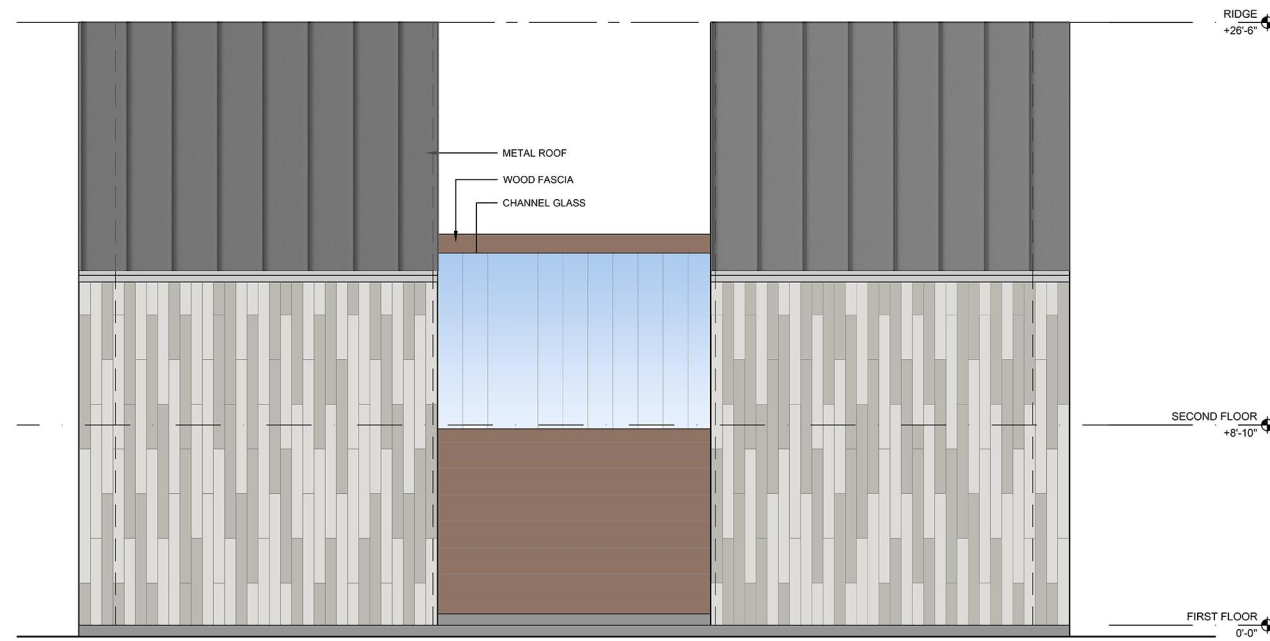 RIDGE
+26'-6"
METAL ROOF
WOOD FASCIA
CHANNEL GLASS
SECOND FLOOR
+8'-10"
FIRST FLOOR
0'-0"